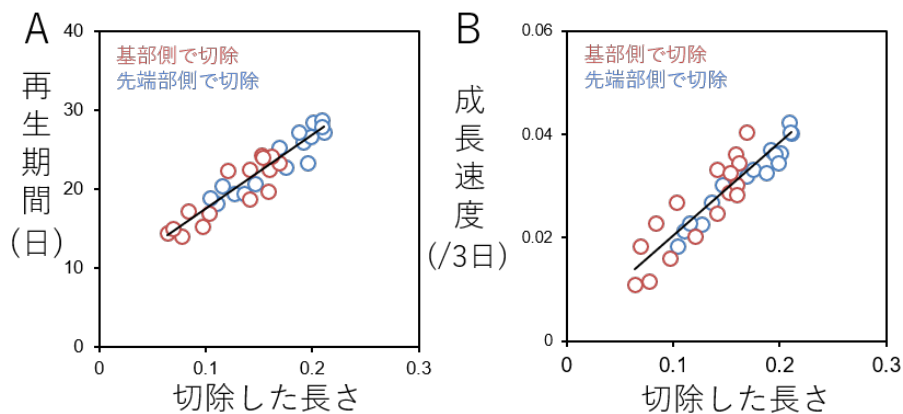 A
基部側で切除
先端部側で切除
再生期間(日)
40
30
20
10
0
0
0.1
0.2
0.3
切除した長さ
B
基部側で切除
先端部側で切除
成長速度(/3日)
0.06
0.04
0.02
0
0
0.1
0.2
0.3
切除した長さ